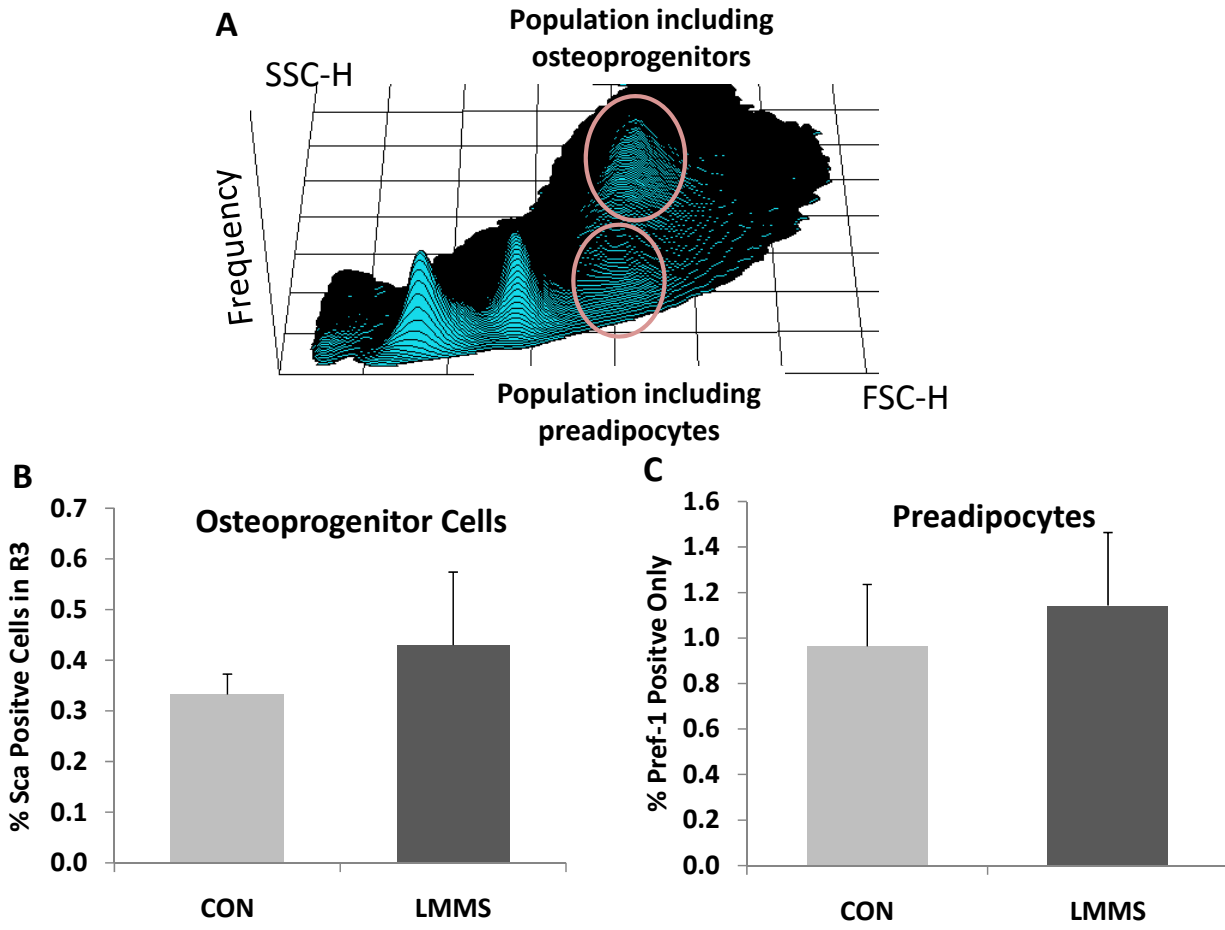 A
Population including
osteoprogenitors
SSC-H
Frequency
Population including
preadipocytes
FSC-H
B
Osteoprogenitor Cells
% Sca Positve Cells in R3
0.7
0.6
0.5
0.4
0.3
0.2
0.1
0.0
CON
LMMS
C
Preadipocytes
% Pref-1 Positve Only
1.6
1.4
1.2
1.0
0.8
0.6
0.4
0.2
0.0
CON
LMMS